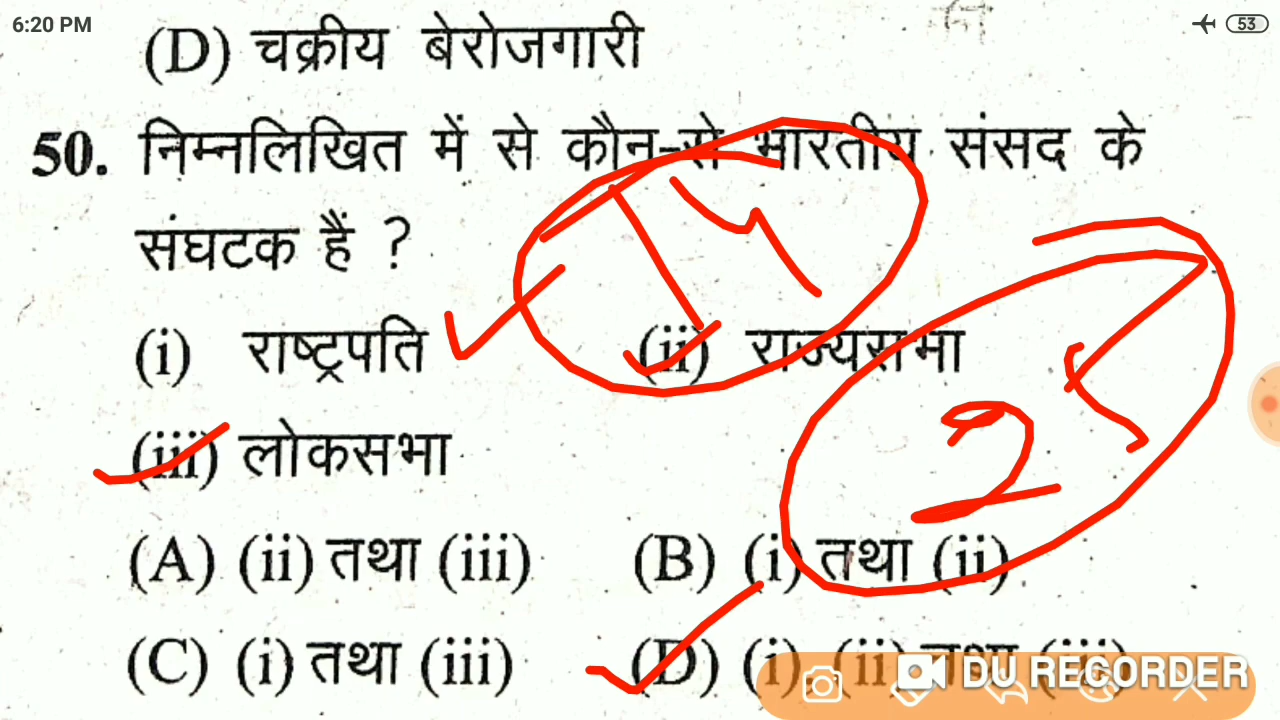 6:20 PM
53
(D) चक्रीय बेरोजगारी
50. निम्नलिखित में से कौन-से भारतीय संसद के
संघटक हैं ?
(i) राष्ट्रपति (ii) राज्यसभा
(iii) लोकसभा
(A) (ii) तथा (iii) (B) (i) तथा (ii)
(C) (i) तथा (iii) (D) (i), (ii) तथा (iii)
DU RECORDER